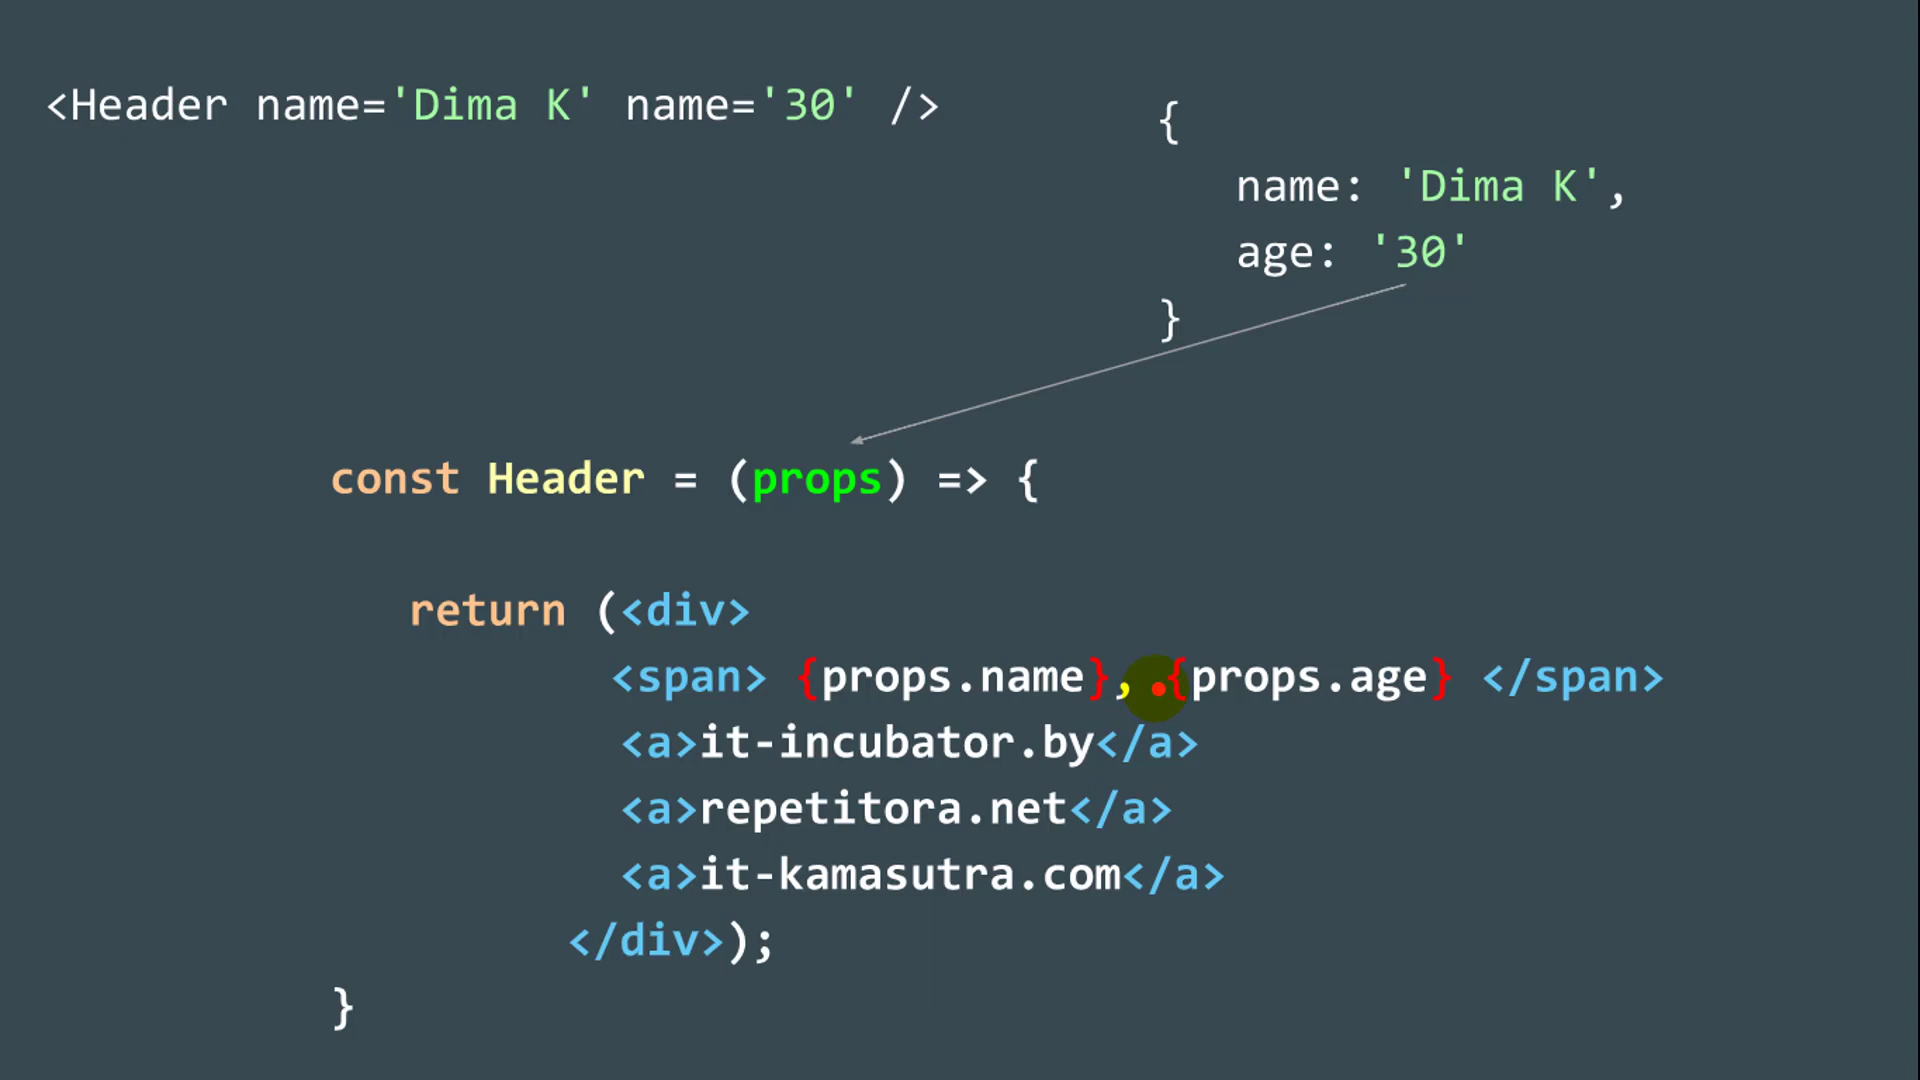 <Header name='Dima K' name='30' />
{
name: 'Dima K',
age: '30'
}
const Header = (props) => {
return (<div>
<span> {props.name}, {props.age} </span>
<a>it-incubator.by</a>
<a>repetitora.net</a>
<a>it-kamasutra.com</a>
</div>);
}